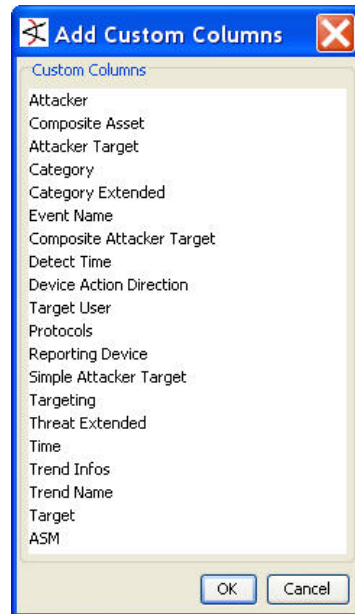 Add Custom Columns
Custom Columns
Attacker
Composite Asset
Attacker Target
Category
Category Extended
Event Name
Composite Attacker Target
Detect Time
Device Action Direction
Target User
Protocols
Reporting Device
Simple Attacker Target
Targeting
Threat Extended
Time
Trend Infos
Trend Name
Target
ASM
OK Cancel